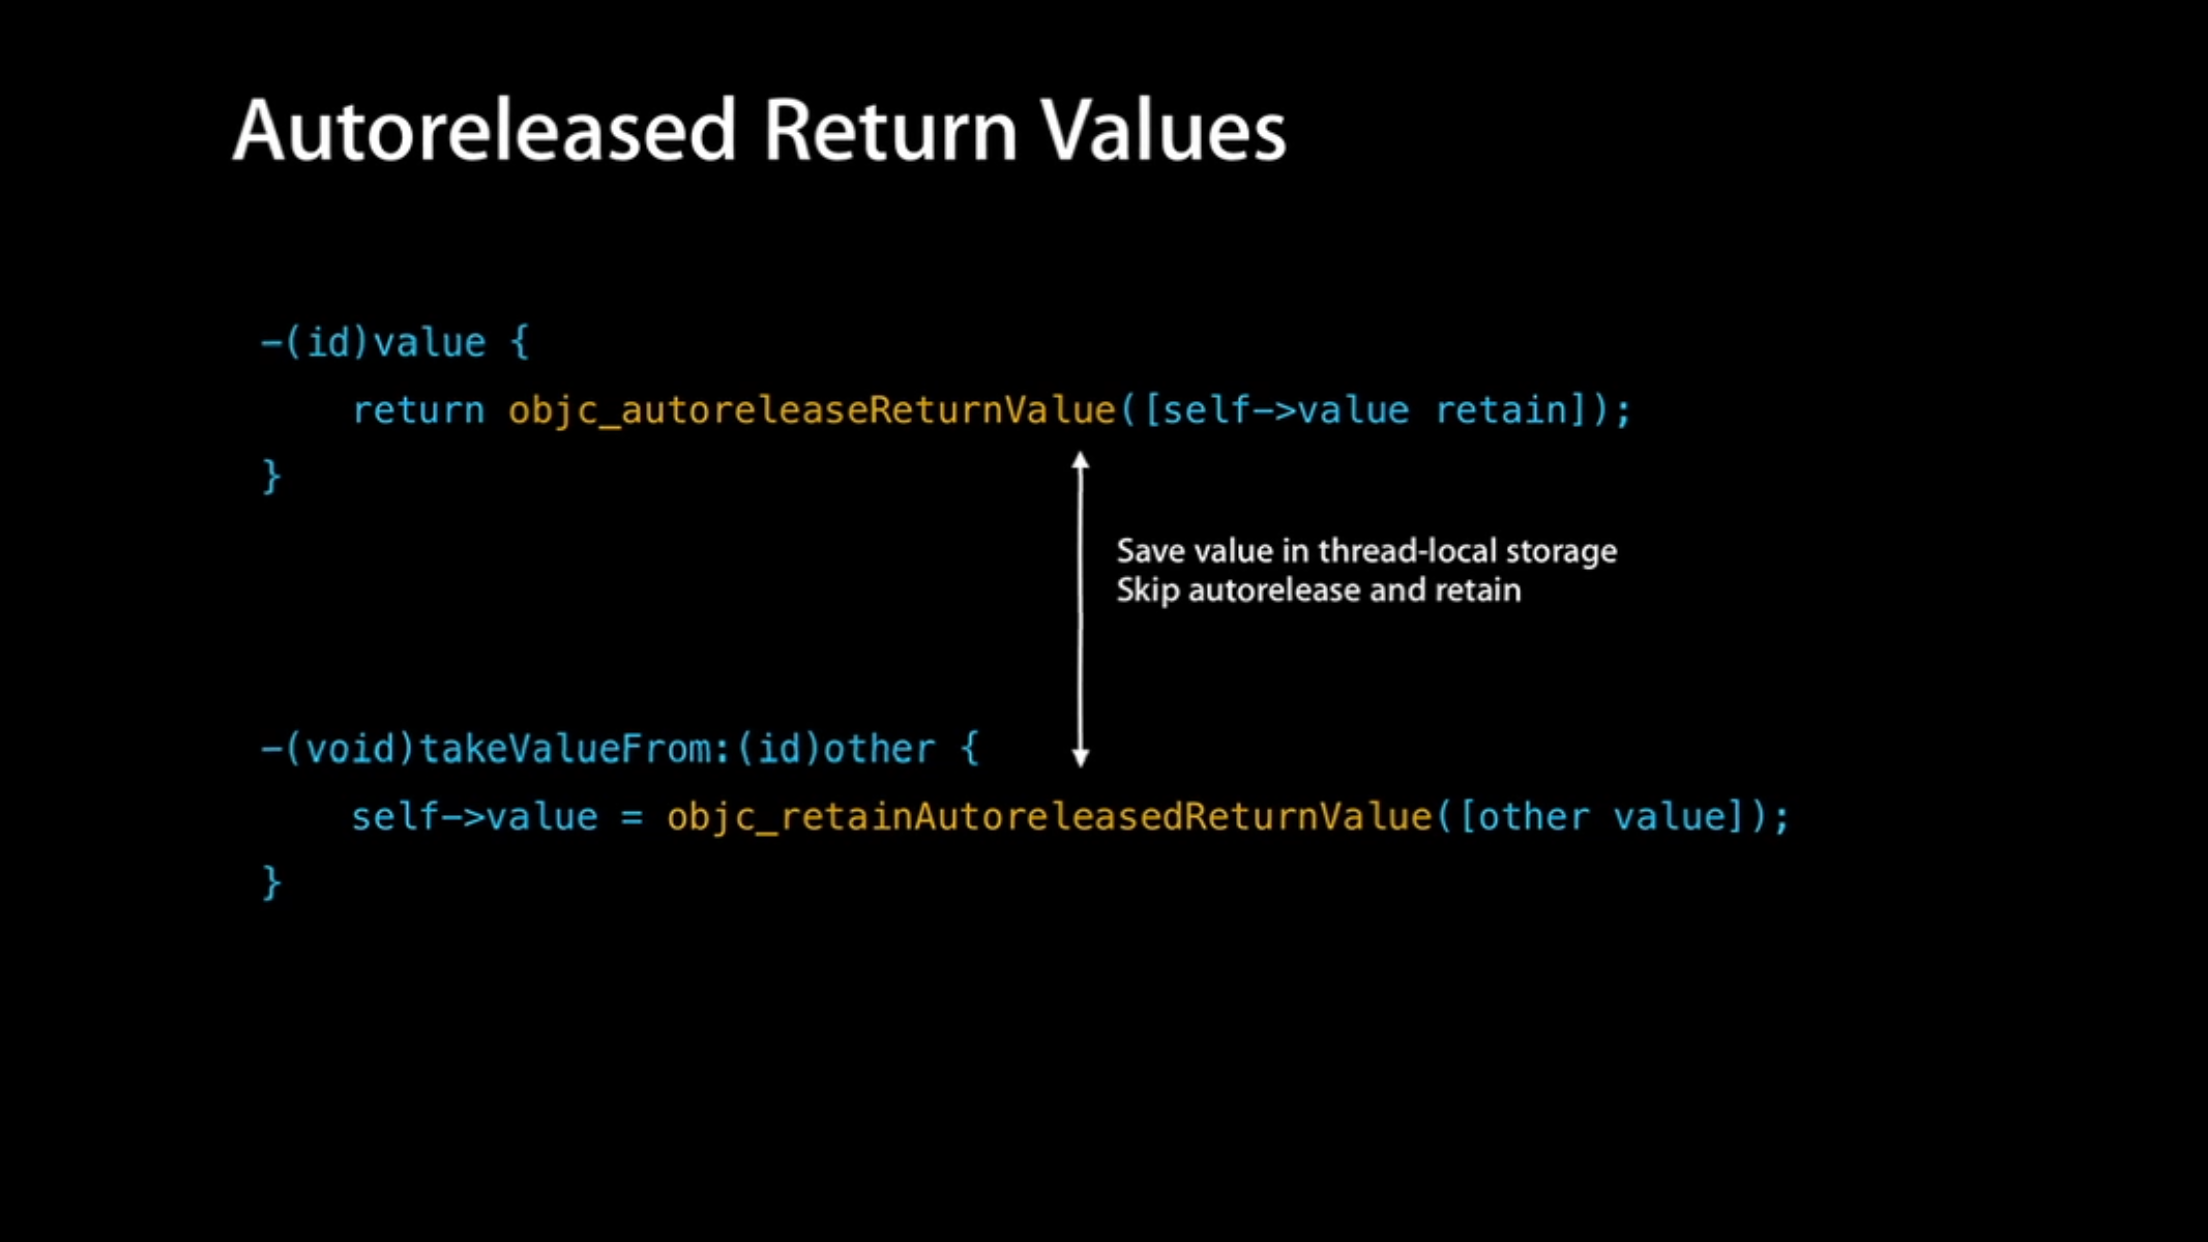 Autoreleased Return Values
-(id)value {
return objc_autoreleaseReturnValue([self->value retain]);
}
Save value in thread-local storage
Skip autorelease and retain
-(void)takeValueFrom:(id)other {
self->value = objc_retainAutoreleasedReturnValue([other value]);
}